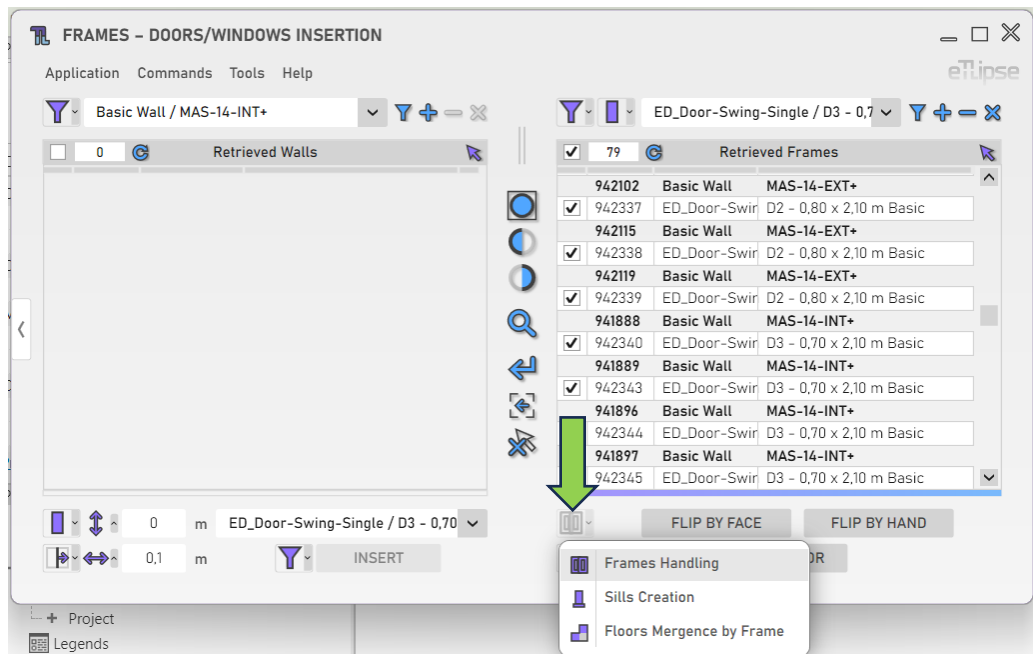 FRAMES – DOORS/WINDOWS INSERTION
Application Commands Tools Help
eTLipse
Basic Wall / MAS-14-INT+
ED_Door-Swing-Single / D3 - 0,7
0 Retrieved Walls
79 Retrieved Frames
942102 Basic Wall MAS-14-EXT+
942337 ED_Door-Swin D2 - 0,80 x 2,10 m Basic
942115 Basic Wall MAS-14-EXT+
942338 ED_Door-Swin D2 - 0,80 x 2,10 m Basic
942119 Basic Wall MAS-14-EXT+
942339 ED_Door-Swin D2 - 0,80 x 2,10 m Basic
941888 Basic Wall MAS-14-INT+
942340 ED_Door-Swin D3 - 0,70 x 2,10 m Basic
941889 Basic Wall MAS-14-INT+
942343 ED_Door-Swin D3 - 0,70 x 2,10 m Basic
941896 Basic Wall MAS-14-INT+
942344 ED_Door-Swin D3 - 0,70 x 2,10 m Basic
941897 Basic Wall MAS-14-INT+
942345 ED_Door-Swin D3 - 0,70 x 2,10 m Basic
0 m ED_Door-Swing-Single / D3 - 0,70
FLIP BY FACE FLIP BY HAND
0,1 m INSERT
OR
Frames Handling
Sills Creation
Floors Mergence by Frame
Project
Legends